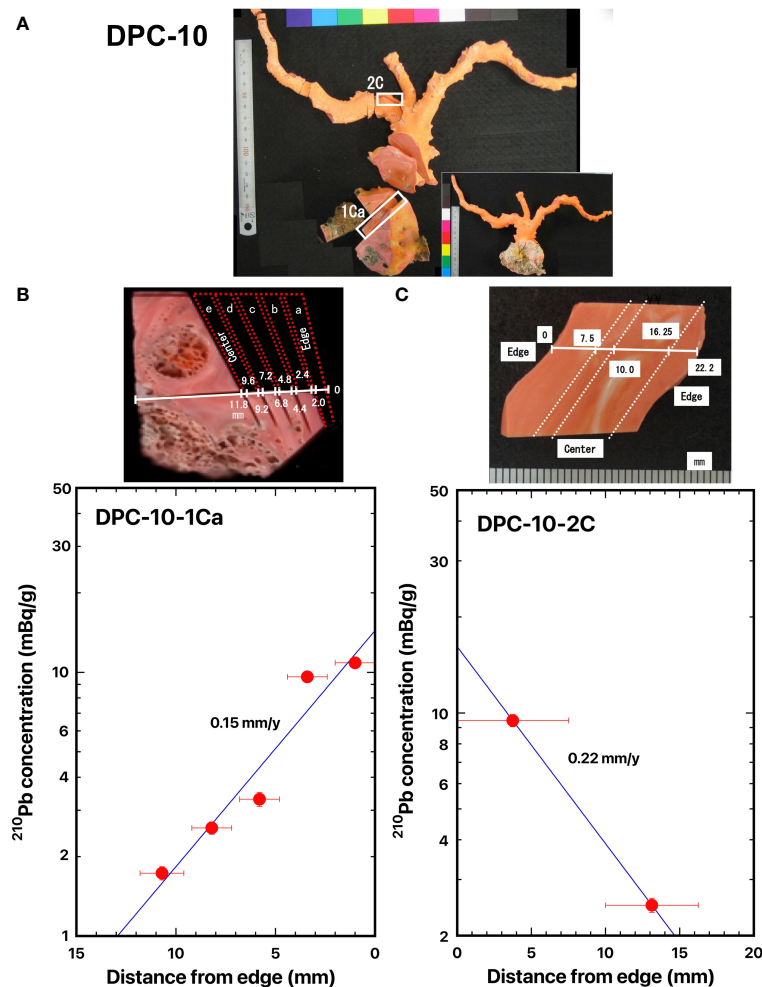 A
DPC-10
2C
1Ca
B
e d c b a
Center
Edge
9.6 7.2 4.8 2.4 0
11.8 9.2 6.8 4.4 2.0
mm
C
0 7.5 16.25
Edge
10.0 22.2
Edge
Center
mm
50
30
10
6
4
2
1
15 10 5 0
DPC-10-1Ca
0.15 mm/y
210Pb concentration (mBq/g)
Distance from edge (mm)
50
30
10
8
6
4
2
0 5 10 15 20
DPC-10-2C
0.22 mm/y
210Pb concentration (mBq/g)
Distance from edge (mm)